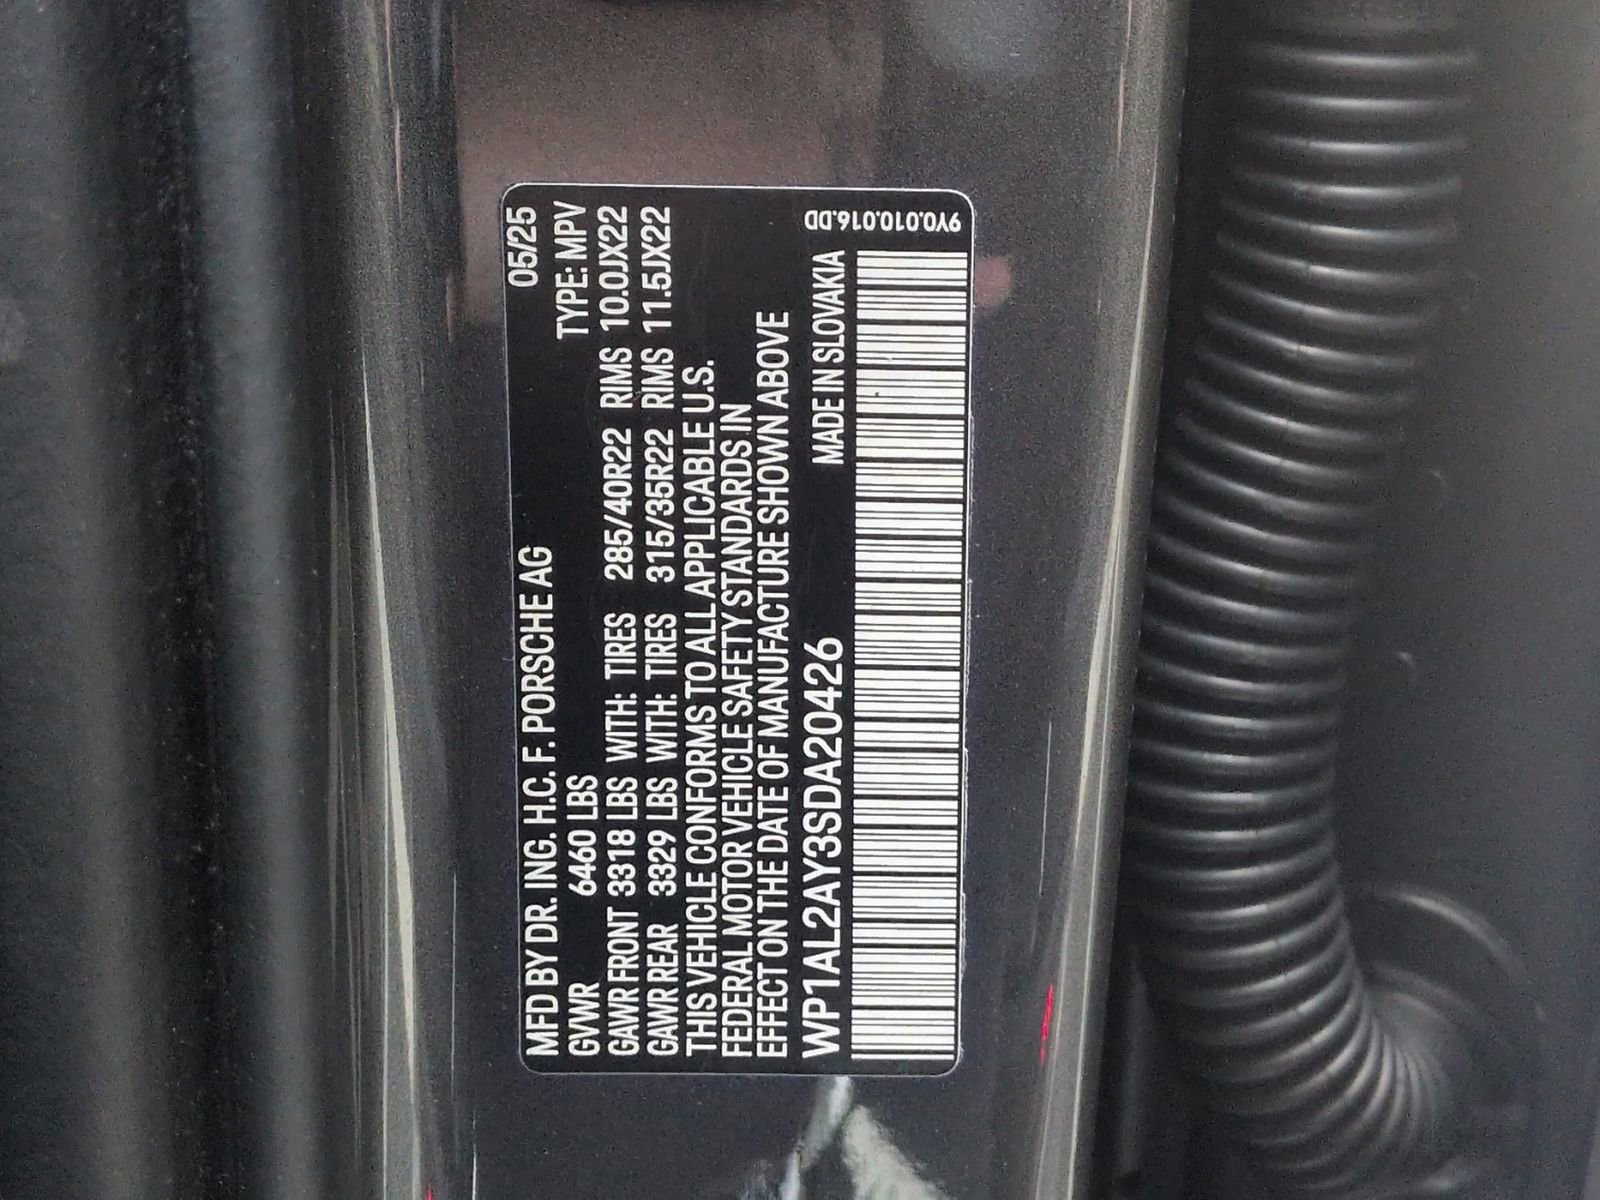 MFD BY DR. ING. H.C. F. PORSCHE AG 05/25
GVWR 6460 LBS TYPE: MPV
GAWR FRONT 3318 LBS WITH: TIRES 285/40R22 RIMS 10.0JX22
GAWR REAR 3329 LBS WITH: TIRES 315/35R22 RIMS 11.5JX22
THIS VEHICLE CONFORMS TO ALL APPLICABLE U.S.
FEDERAL MOTOR VEHICLE SAFETY STANDARDS IN
EFFECT ON THE DATE OF MANUFACTURE SHOWN ABOVE
WP1AL2AY3SDA20426 MADE IN SLOVAKIA
9Y0.010.016.DD